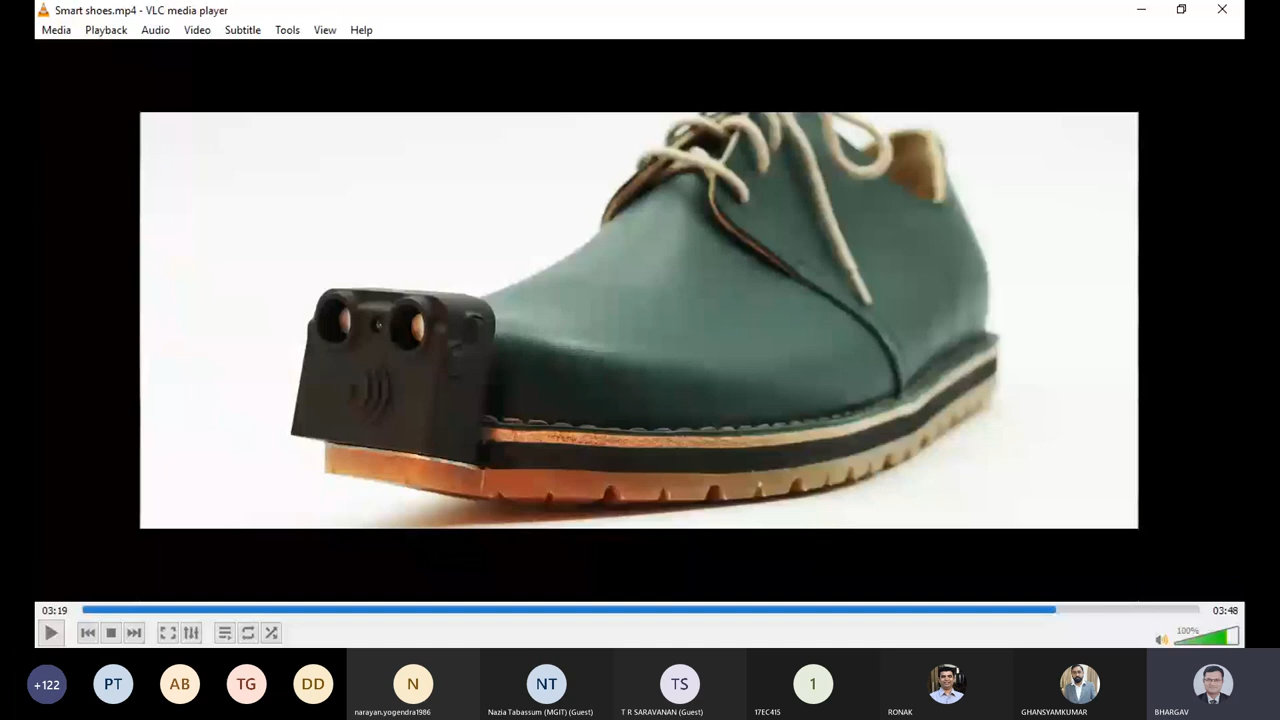 Smart shoes.mp4 - VLC media player
Media Playback Audio Video Subtitle Tools View Help
03:19
03:48
100%
+122
PT
AB
TG
DD
N
NT
TS
1
narayan.yogendra1986
Nazia Tabassum (MGIT) (Guest)
T R SARAVANAN (Guest)
17EC415
RONAK
GHANSYAMKUMAR
BHARGAV